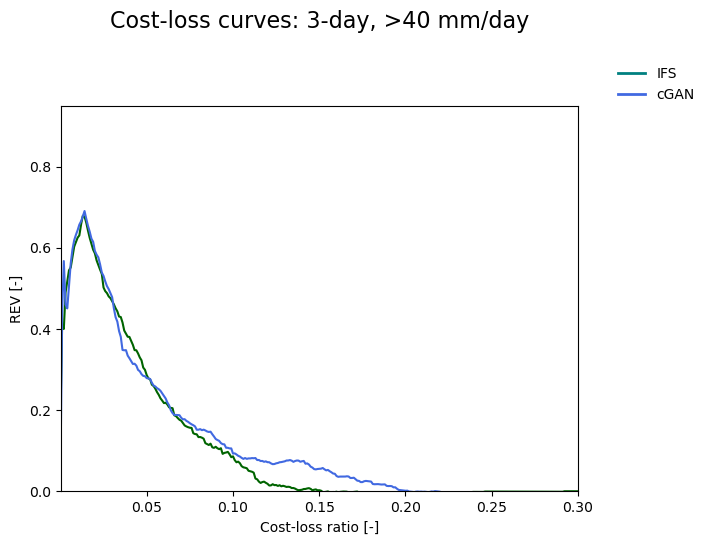 Cost-loss curves: 3-day, >40 mm/day
IFS
cGAN
0.8
0.6
0.4
0.2
0.0
REV [-]
0.05
0.10
0.15
0.20
0.25
0.30
Cost-loss ratio [-]